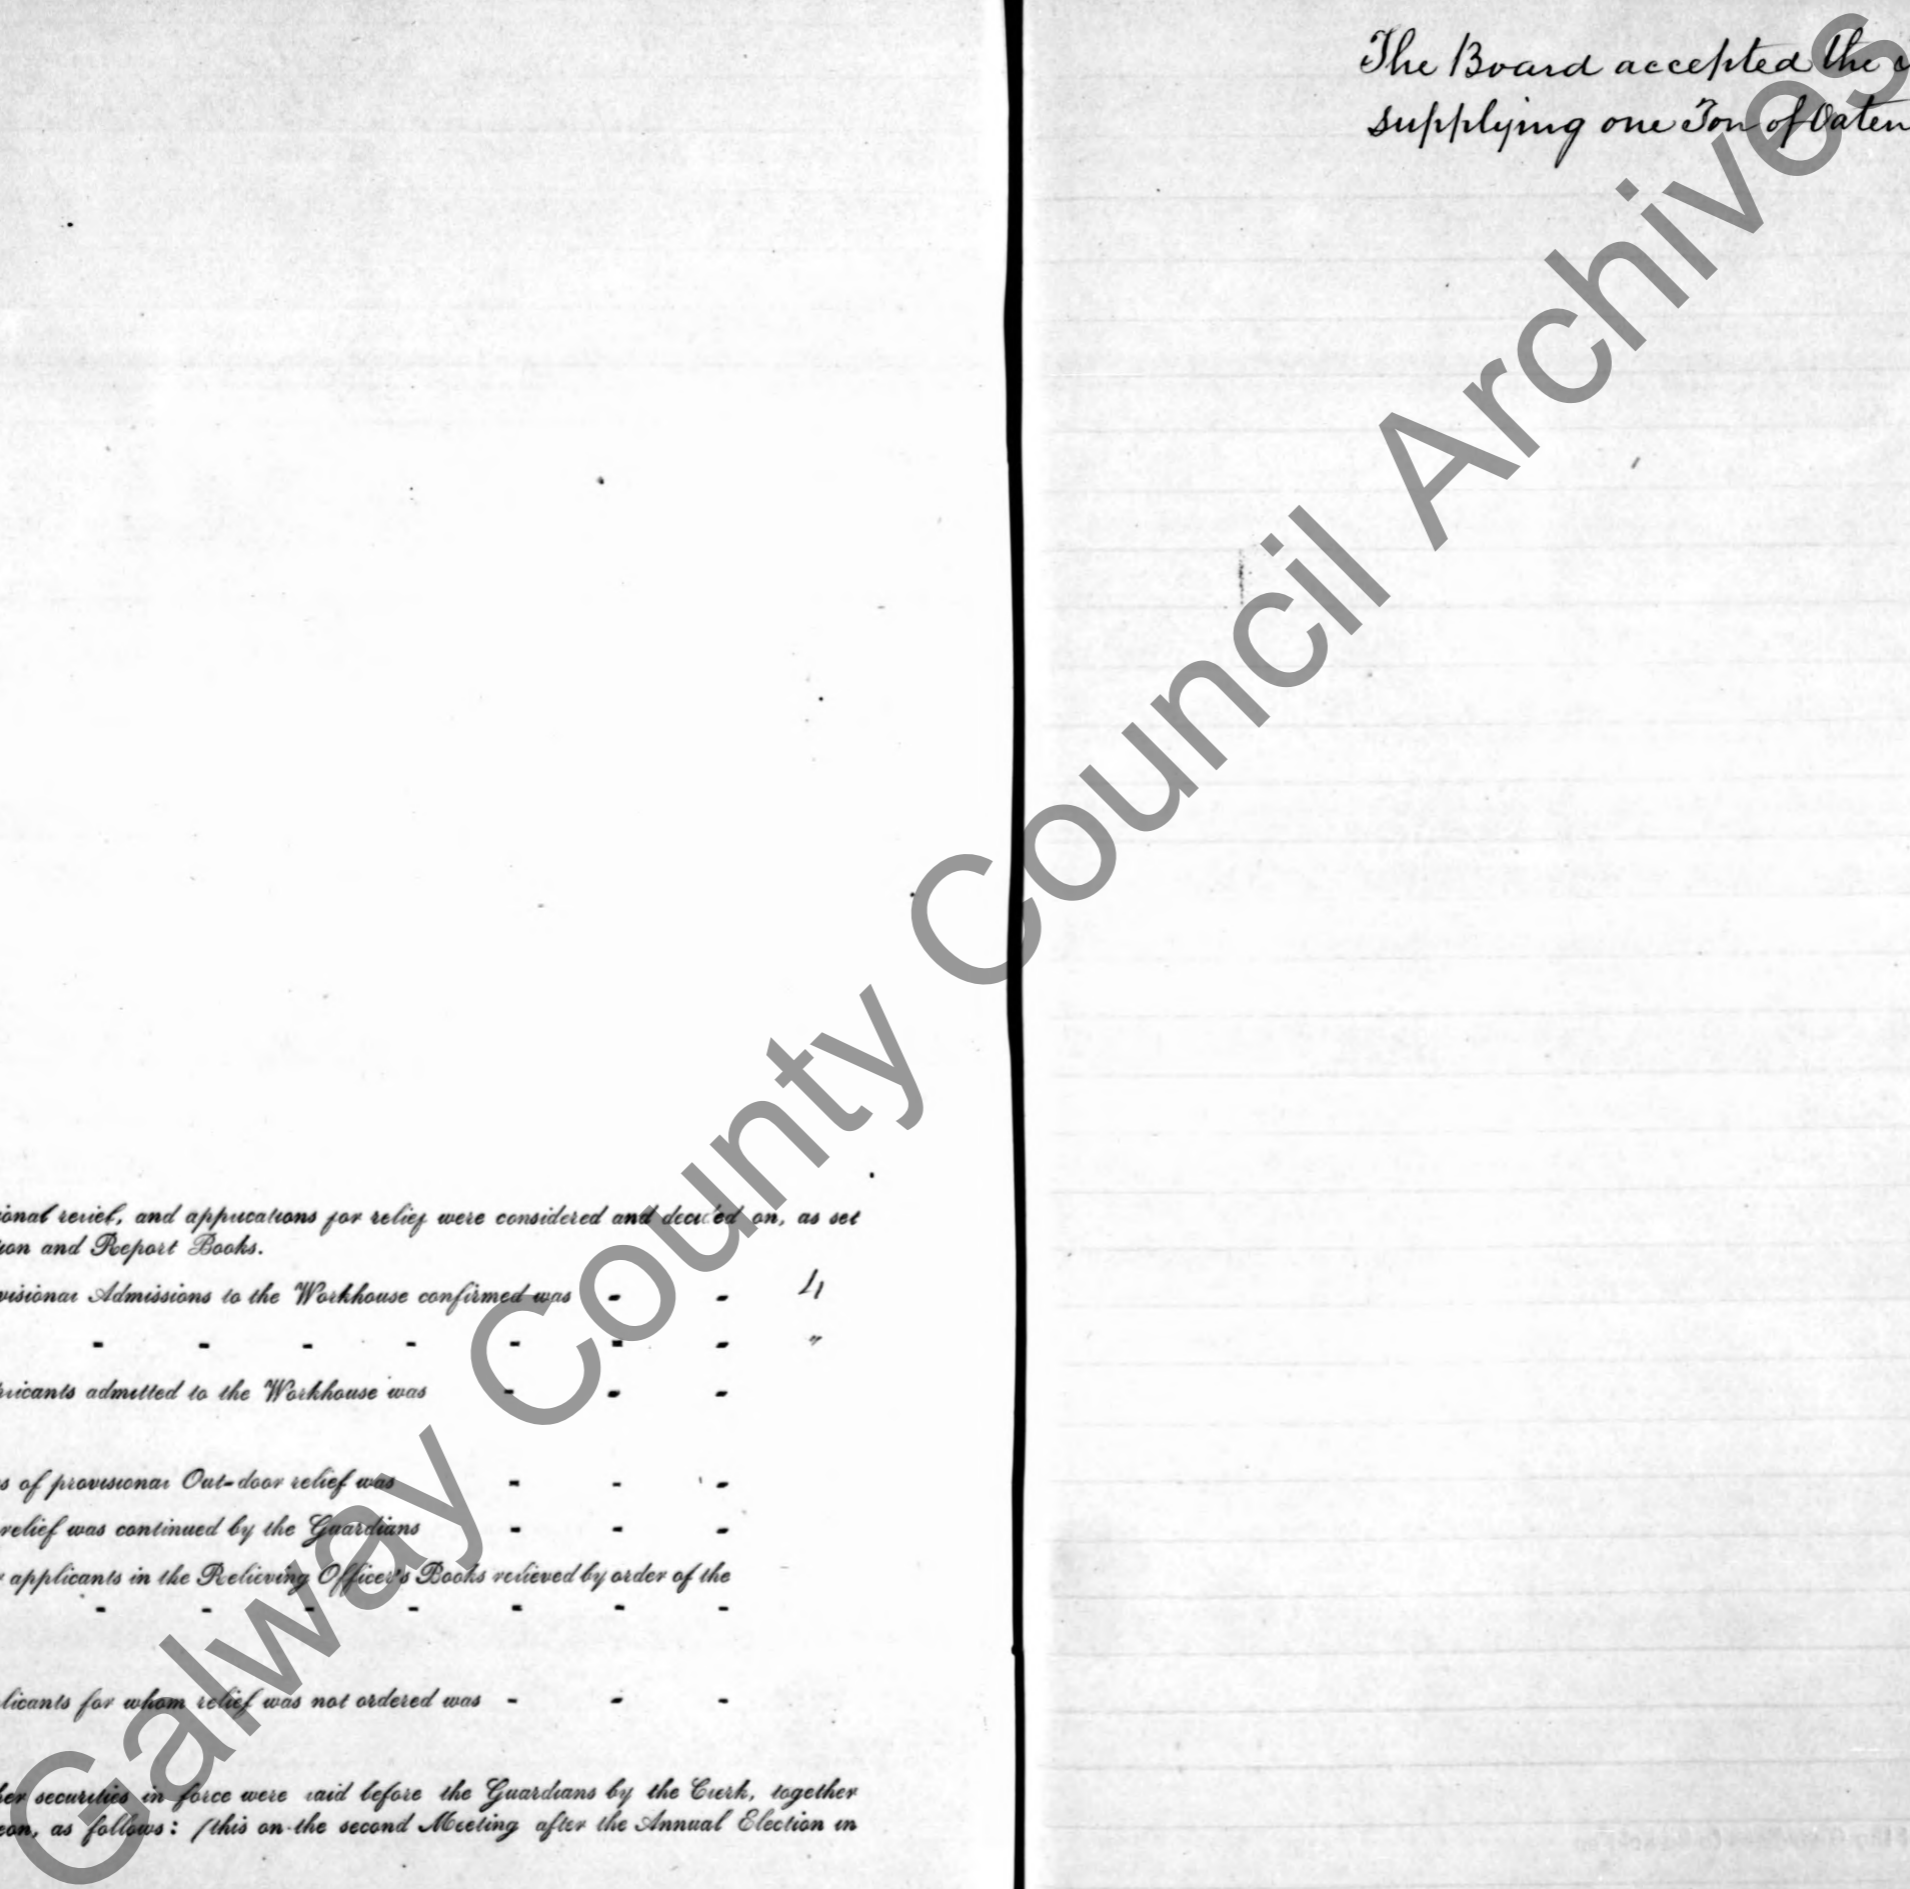 ional relief, and applications for relief were considered and decided on, as set
ion and Report Books.
visional Admissions to the Workhouse confirmed was - - 4
- - - - - - - "
plicants admitted to the Workhouse was - - -
s of provisional Out-door relief was - - -
relief was continued by the Guardians - - -
r applicants in the Relieving Officer's Books relieved by order of the
- - - - - - -
licants for whom relief was not ordered was - - -
her securities in force were laid before the Guardians by the Clerk, together
eon, as follows: (this on the second Meeting after the Annual Election in
The Board accepted the
supplying one Ton of Oaten
Galway County Council Archives